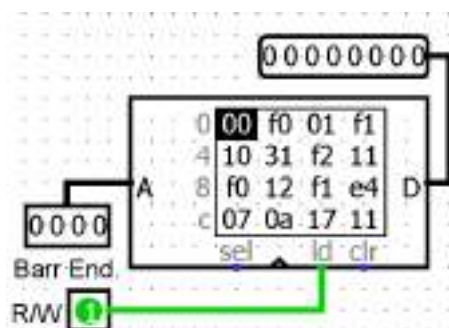 00000000
0 00 f0 01 f1
4 10 31 f2 11
A 8 f0 12 f1 e4 D
c 07 0a 17 11
0000
sel ld clr
Barr End.
R/W 1